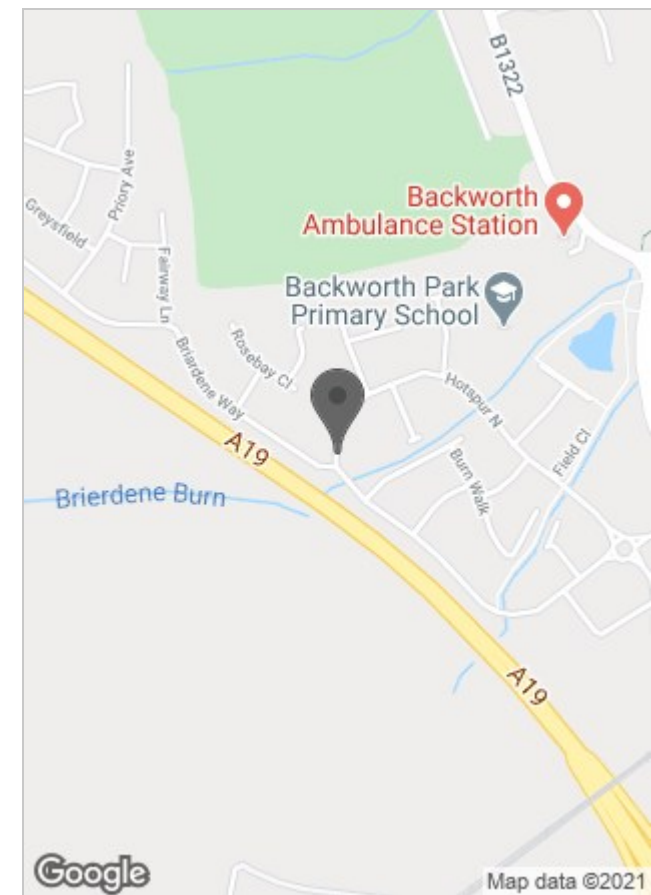 B1322
Backworth
Ambulance Station
Priory Ave
Greysfield
Fairway Ln
Backworth Park
Primary School
Rosebay Cl
Briardene Way
Hotspur N
A19
Field Cl
Burn Walk
Brierdene Burn
A19
Google
Map data ©2021